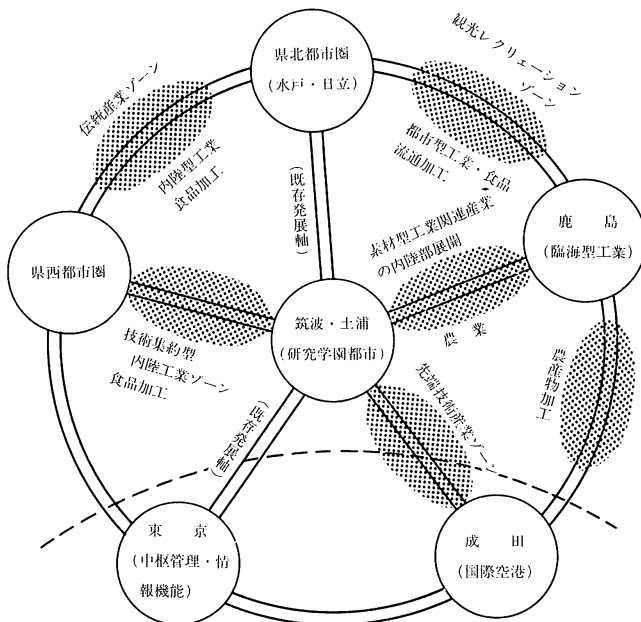 県北都市圏
(水戸・日立)
観光レクリェーション
ゾーン
伝統産業ゾーン
内陸型工業
食品加工
都市型工業・食品
流通加工
(既存発展軸)
素材型工業関連産業
の内陸部展開
鹿島
(臨海型工業)
県西都市圏
筑波・土浦
(研究学園都市)
農業
技術集約型
内陸工業ゾーン
食品加工
先端技術産業ゾーン
農産物加工
(既存発展軸)
東京
(中枢管理・情
報機能)
成田
(国際空港)